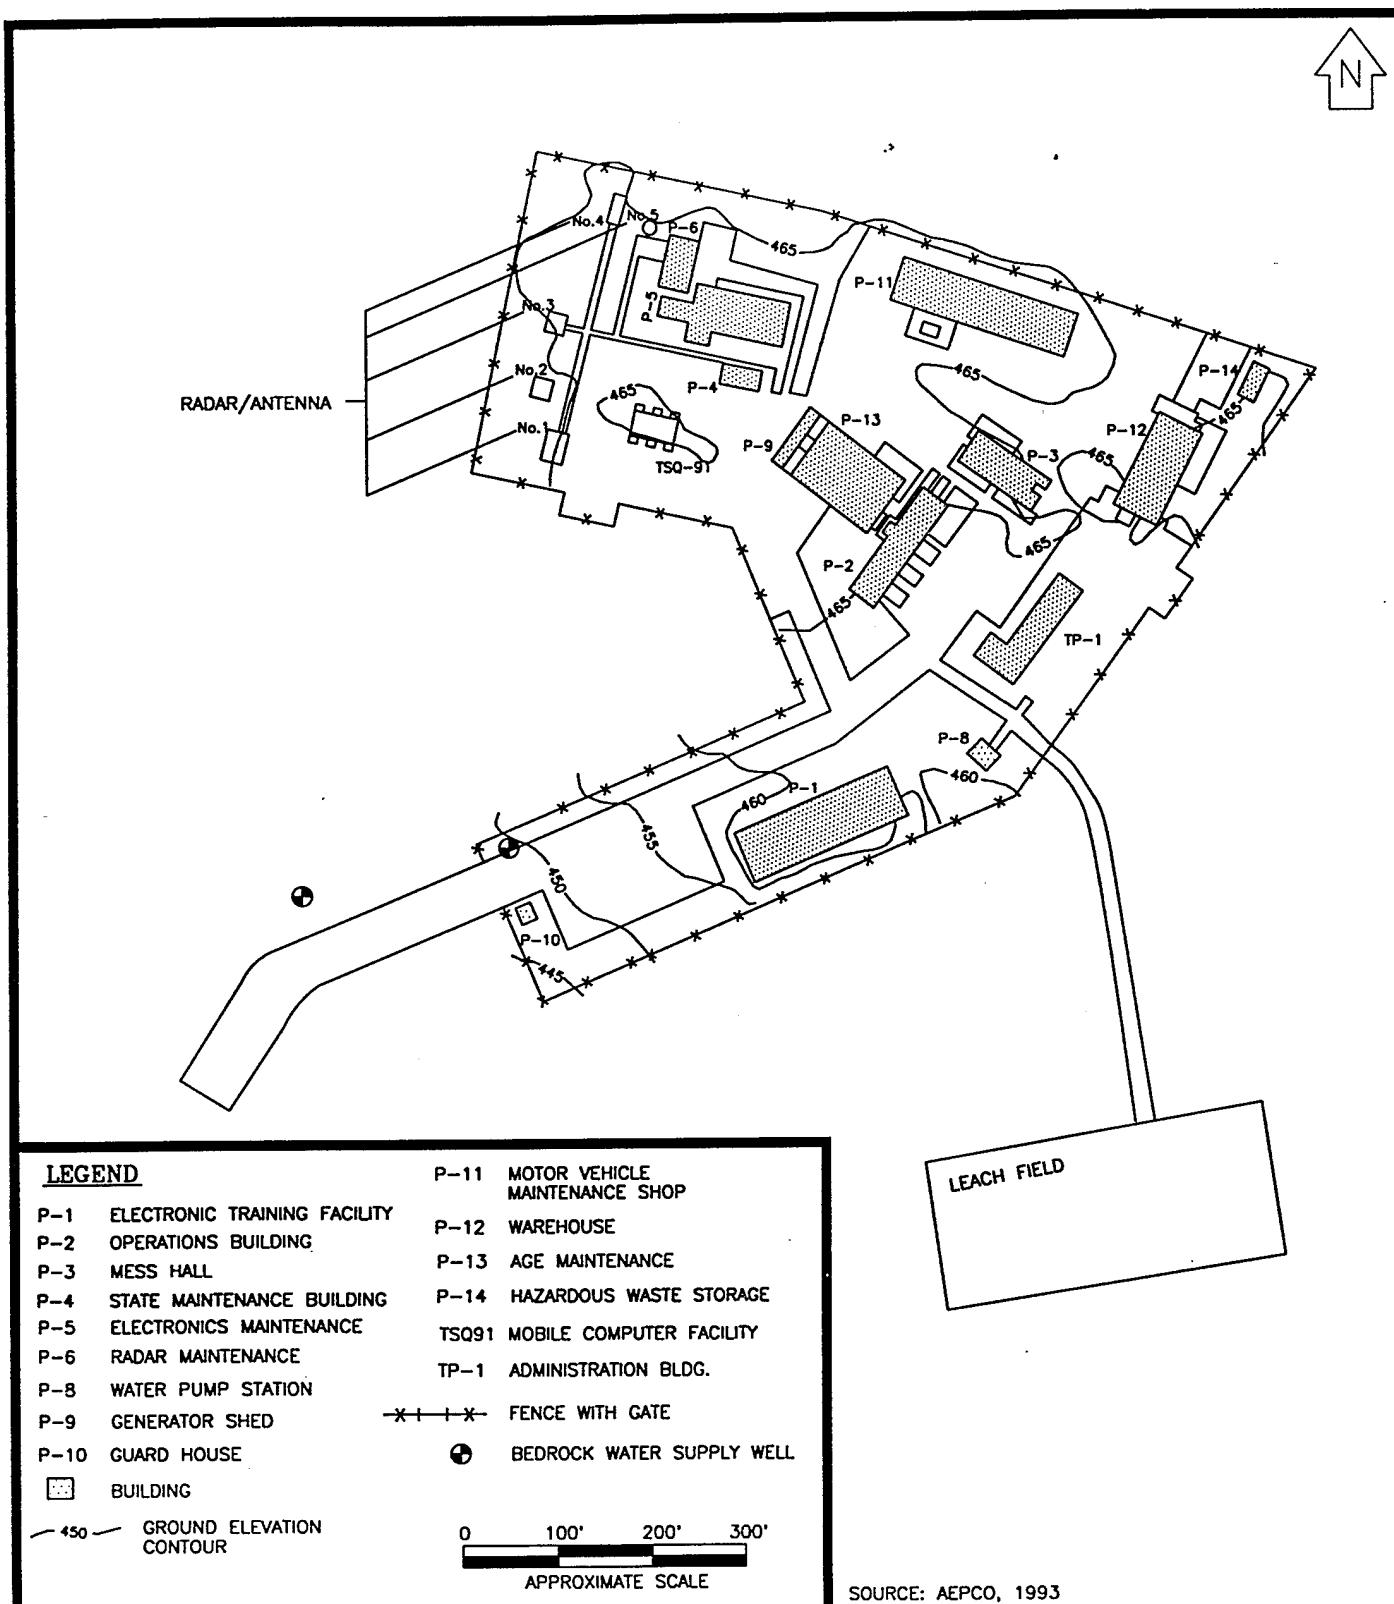 N
No.4
No.5
P-6
465
P-11
P-5
No.3
No.2
P-4
465
465
P-14
RADAR/ANTENNA
No.1
TSQ-91
P-9
P-13
P-3
P-12
465
465
465
P-2
465
TP-1
P-8
460
P-1
460
455
450
P-10
445
LEACH FIELD
LEGEND
P-1 ELECTRONIC TRAINING FACILITY
P-2 OPERATIONS BUILDING
P-3 MESS HALL
P-4 STATE MAINTENANCE BUILDING
P-5 ELECTRONICS MAINTENANCE
P-6 RADAR MAINTENANCE
P-8 WATER PUMP STATION
P-9 GENERATOR SHED
P-10 GUARD HOUSE
BUILDING
450 GROUND ELEVATION
CONTOUR
P-11 MOTOR VEHICLE
MAINTENANCE SHOP
P-12 WAREHOUSE
P-13 AGE MAINTENANCE
P-14 HAZARDOUS WASTE STORAGE
TSQ91 MOBILE COMPUTER FACILITY
TP-1 ADMINISTRATION BLDG.
FENCE WITH GATE
BEDROCK WATER SUPPLY WELL
0 100' 200' 300'
APPROXIMATE SCALE
SOURCE: AEPCO, 1993